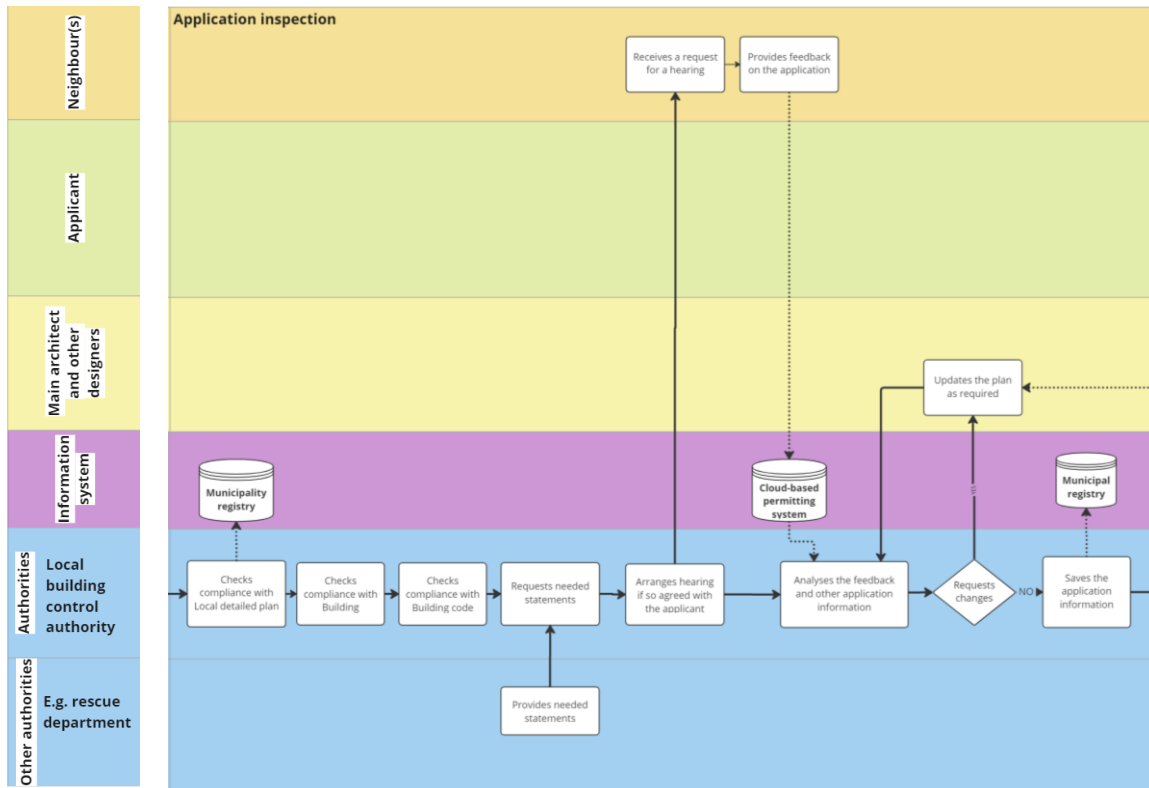 Application inspection
Neighbour(s)
Receives a request
for a hearing
Provides feedback
on the application
Applicant
Main architect
and other
designers
Updates the plan
as required
Information
system
Municipality
registry
Cloud-based
permitting
system
Municipal
registry
Authorities
Local
building
control
authority
Checks
compliance with
Local detailed plan
Checks
compliance with
Building
Checks
compliance with
Building code
Requests needed
statements
Arranges hearing
if so agreed with
the applicant
Analyses the feedback
and other application
information
Requests
changes
NO
Saves the
application
information
Other authorities
E.g. rescue
department
Provides needed
statements